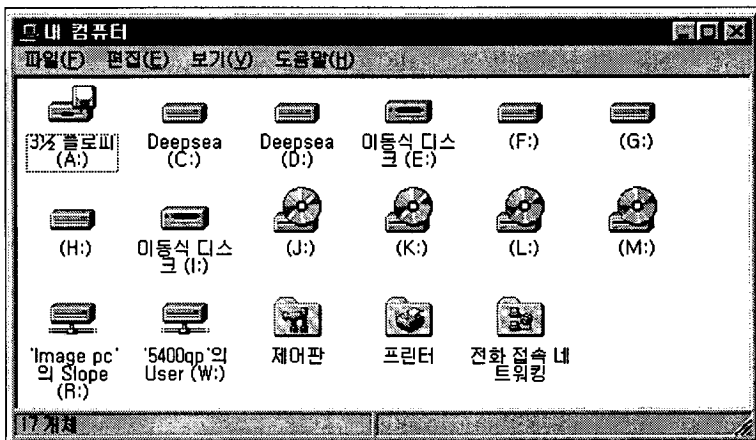 내 컴퓨터
파일(F) 편집(E) 보기(V) 도움말(H)
3½ 플로피 (A:)
Deepsea (C:)
Deepsea (D:)
이동식 디스크 (E:)
(F:)
(G:)
(H:)
이동식 디스크 (I:)
(J:)
(K:)
(L:)
(M:)
'Image pc'의 Slope (R:)
'5400qp'의 User (W:)
제어판
프린터
전화 접속 네트워킹
17 개체